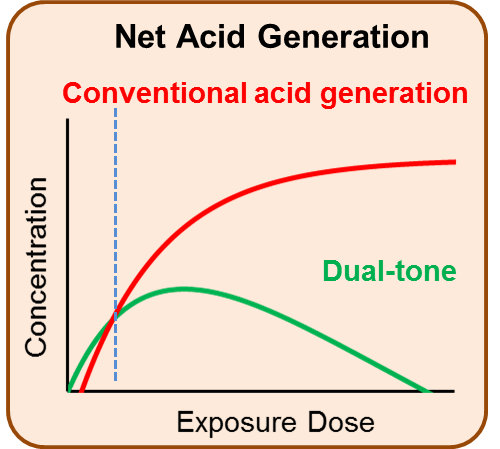 Net Acid Generation
Conventional acid generation
Dual-tone
Concentration
Exposure Dose